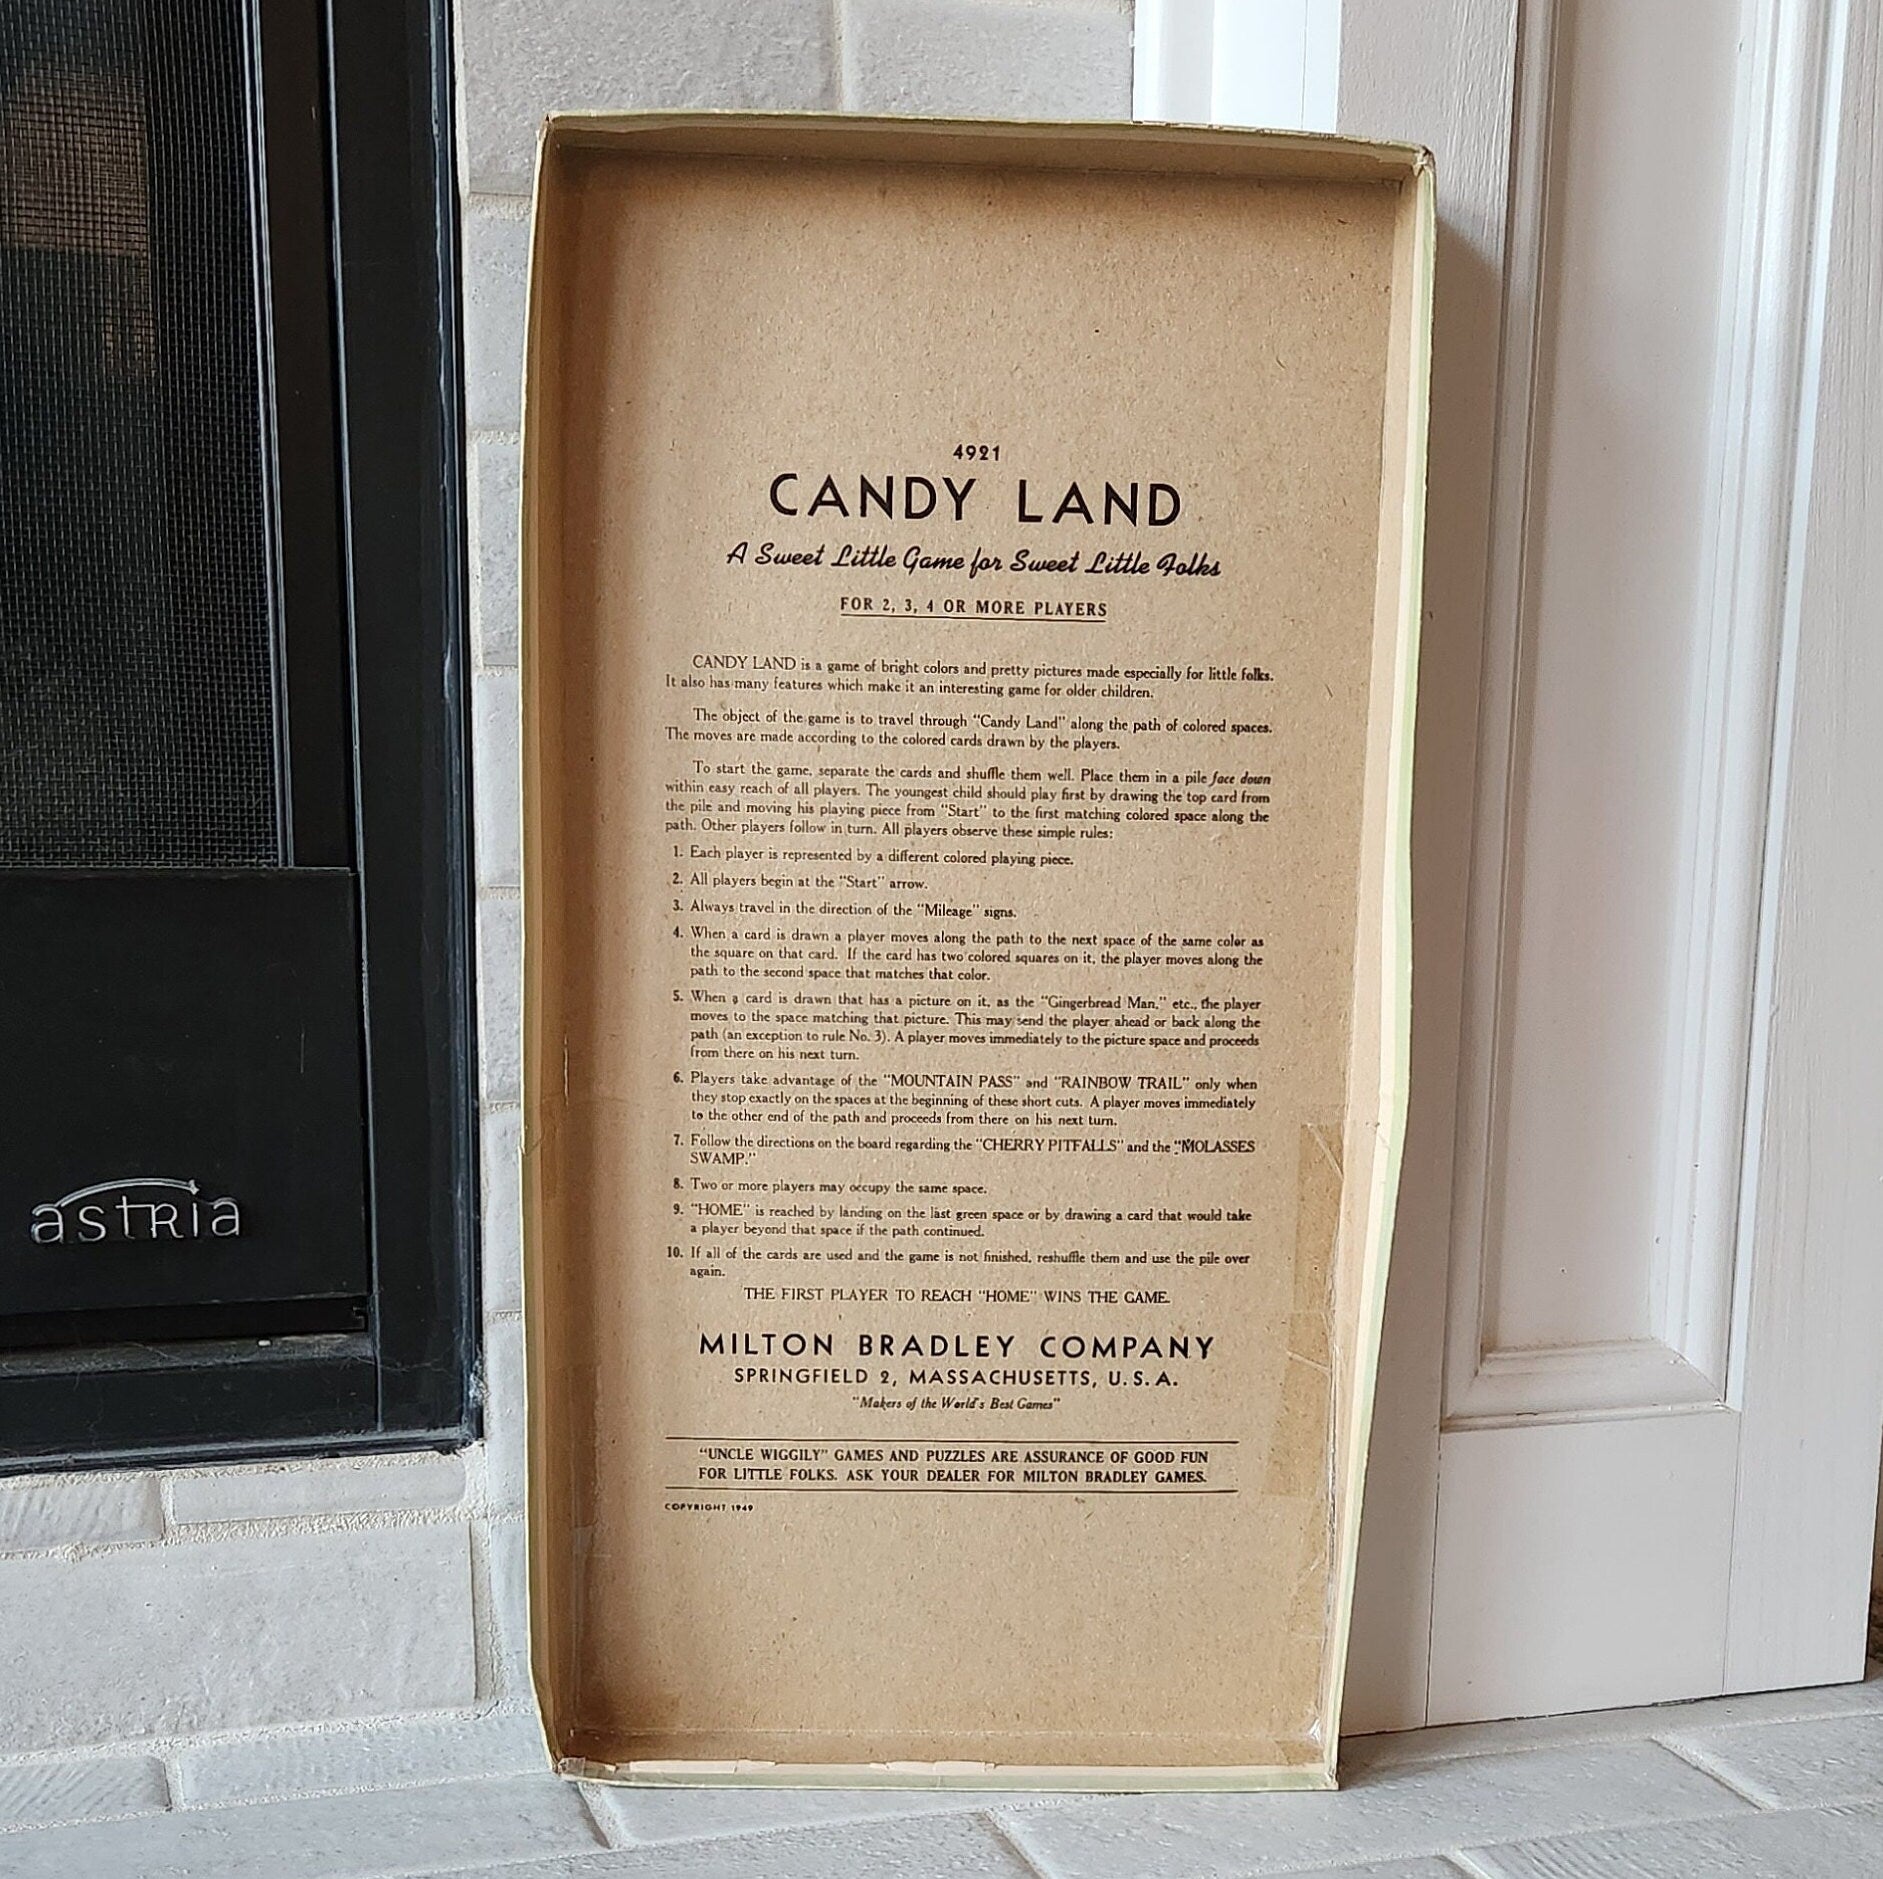 4921
CANDY LAND
A Sweet Little Game for Sweet Little Folks
FOR 2, 3, 4 OR MORE PLAYERS
CANDY LAND is a game of bright colors and pretty pictures made especially for little folks.
It also has many features which make it an interesting game for older children.
The object of the game is to travel through "Candy Land" along the path of colored spaces.
The moves are made according to the colored cards drawn by the players.
To start the game, separate the cards and shuffle them well. Place them in a pile face down
within easy reach of all players. The youngest child should play first by drawing the top card from
the pile and moving his playing piece from "Start" to the first matching colored space along the
path. Other players follow in turn. All players observe these simple rules:
1. Each player is represented by a different colored playing piece.
2. All players begin at the "Start" arrow.
3. Always travel in the direction of the "Mileage" signs.
4. When a card is drawn a player moves along the path to the next space of the same color as
the square on that card. If the card has two colored squares on it, the player moves along the
path to the second space that matches that color.
5. When a card is drawn that has a picture on it, as the "Gingerbread Man," etc., the player
moves to the space matching that picture. This may send the player ahead or back along the
path (an exception to rule No. 3). A player moves immediately to the picture space and proceeds
from there on his next turn.
6. Players take advantage of the "MOUNTAIN PASS" and "RAINBOW TRAIL" only when
they stop exactly on the spaces at the beginning of these short cuts. A player moves immediately
to the other end of the path and proceeds from there on his next turn.
7. Follow the directions on the board regarding the "CHERRY PITFALLS" and the "MOLASSES
SWAMP."
8. Two or more players may occupy the same space.
9. "HOME" is reached by landing on the last green space or by drawing a card that would take
a player beyond that space if the path continued.
10. If all of the cards are used and the game is not finished, reshuffle them and use the pile over
again.
THE FIRST PLAYER TO REACH "HOME" WINS THE GAME.
MILTON BRADLEY COMPANY
SPRINGFIELD 2, MASSACHUSETTS, U.S.A.
"Makers of the World's Best Games"
"UNCLE WIGGILY" GAMES AND PUZZLES ARE ASSURANCE OF GOOD FUN
FOR LITTLE FOLKS. ASK YOUR DEALER FOR MILTON BRADLEY GAMES.
COPYRIGHT 1949
astria